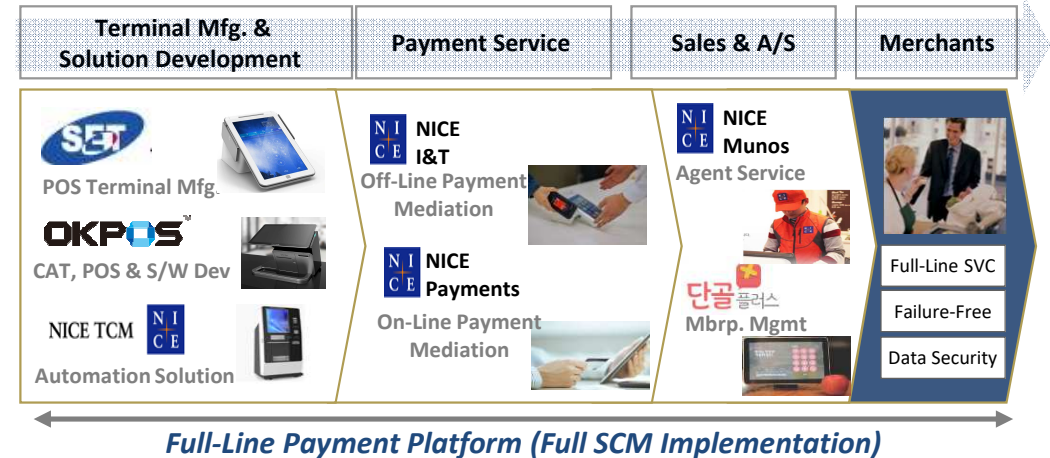 Terminal Mfg. &
Solution Development
Payment Service
Sales & A/S
Merchants
SET
POS Terminal Mfg.
OKPOS™
CAT, POS & S/W Dev
NICE TCM
N I
C E
Automation Solution
N I
C E
NICE
I&T
Off-Line Payment
Mediation
N I
C E
NICE
Payments
On-Line Payment
Mediation
N I
C E
NICE
Munos
Agent Service
단골플러스
Mbrp. Mgmt
Full-Line SVC
Failure-Free
Data Security
Full-Line Payment Platform (Full SCM Implementation)